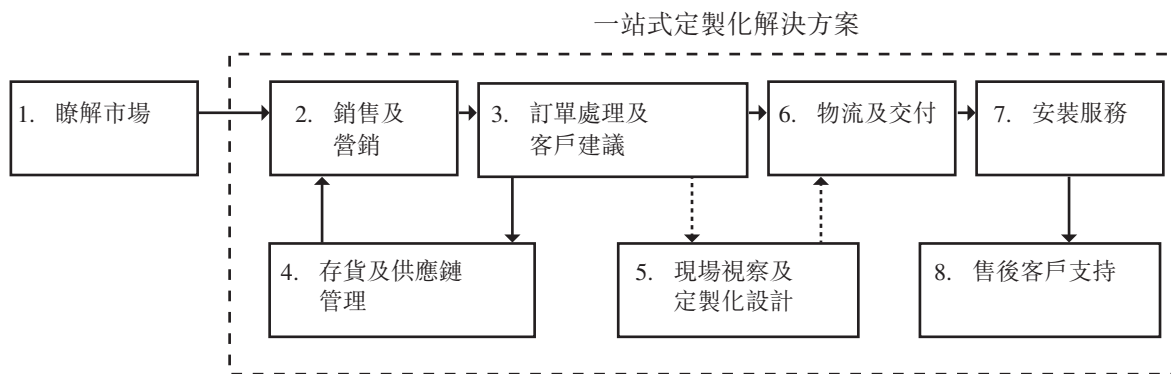 一站式定製化解決方案
1. 瞭解市場
2. 銷售及
營銷
3. 訂單處理及
客戶建議
6. 物流及交付
7. 安裝服務
4. 存貨及供應鏈
管理
5. 現場視察及
定製化設計
8. 售後客戶支持